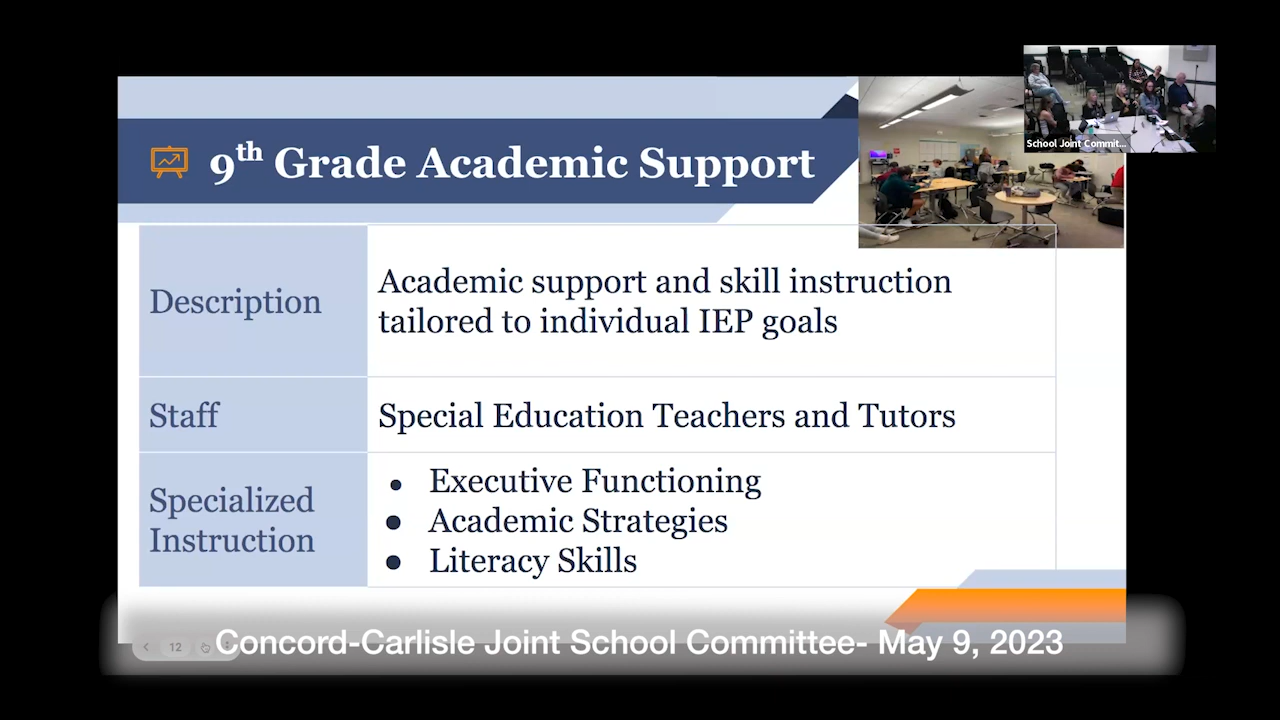 9th Grade Academic Support
School Joint Commit...
Description
Academic support and skill instruction
tailored to individual IEP goals
Staff
Special Education Teachers and Tutors
Specialized
Instruction
Executive Functioning
Academic Strategies
Literacy Skills
12
Concord-Carlisle Joint School Committee- May 9, 2023